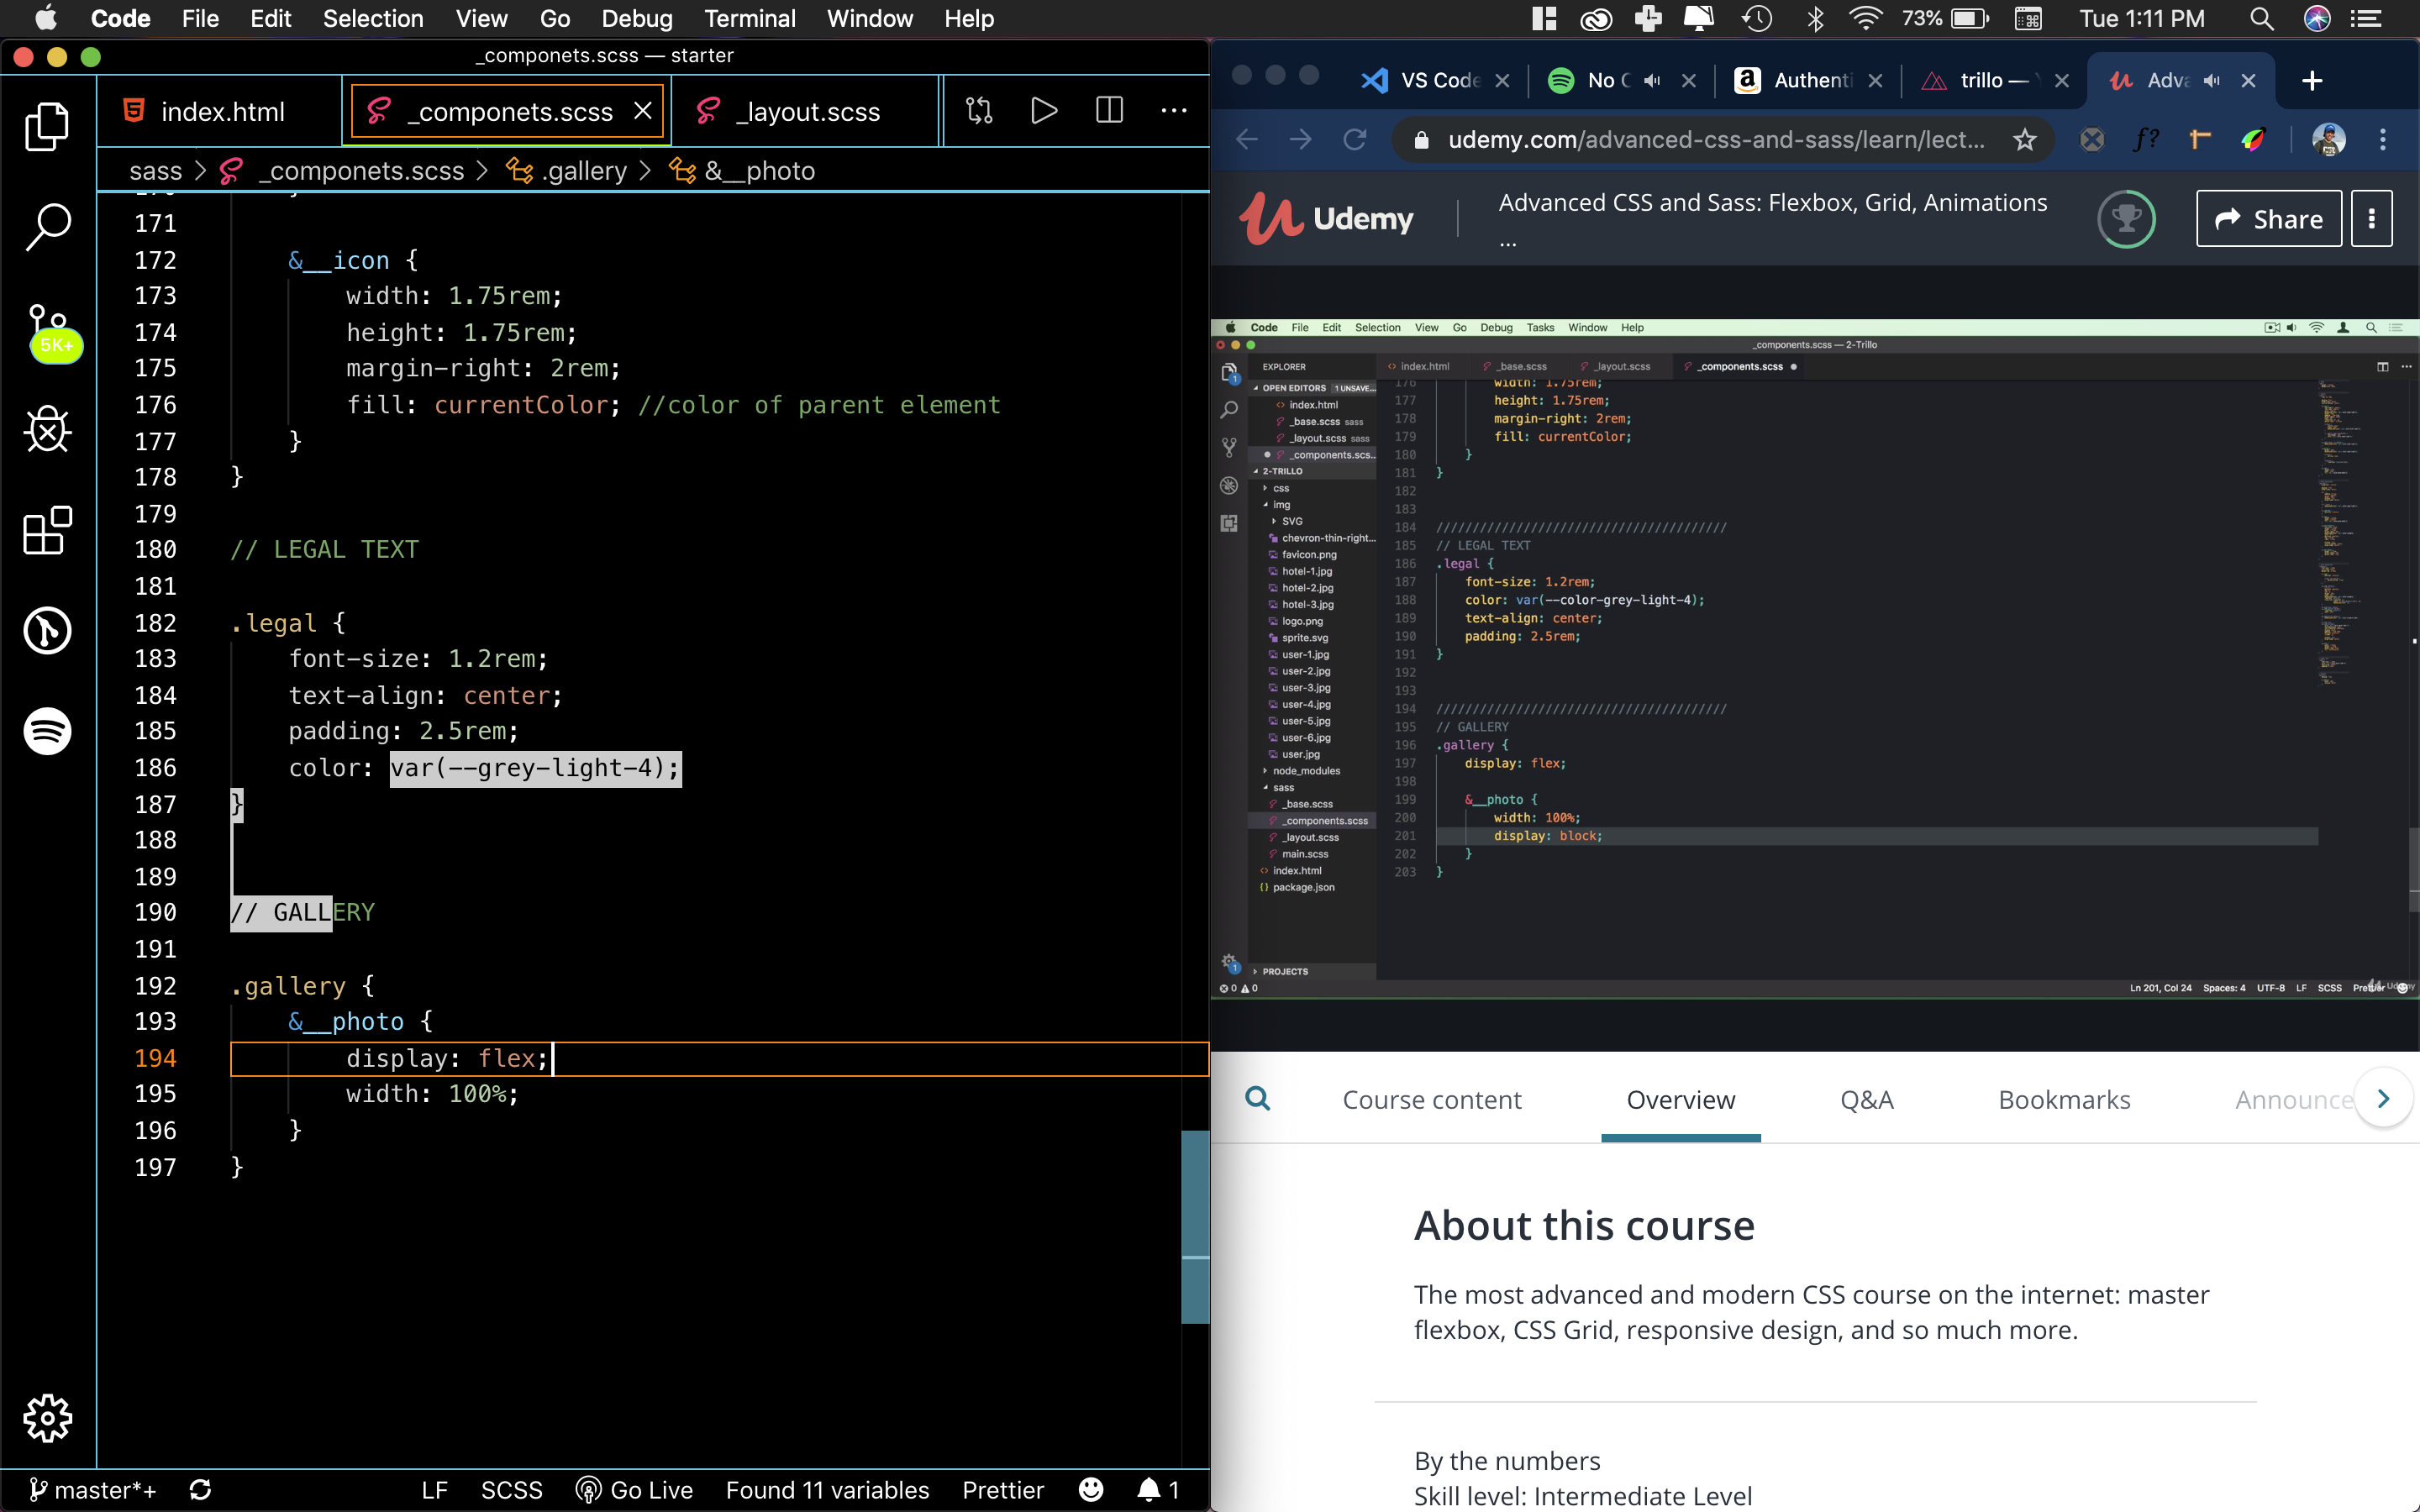 Code File Edit Selection View Go Debug Terminal Window Help
73% Tue 1:11 PM
_componets.scss — starter
index.html _componets.scss _layout.scss
sass > _componets.scss > .gallery > &__photo
171
172 &__icon {
173 width: 1.75rem;
174 height: 1.75rem;
175 margin-right: 2rem;
176 fill: currentColor; //color of parent element
177 }
178 }
179
180 // LEGAL TEXT
181
182 .legal {
183 font-size: 1.2rem;
184 text-align: center;
185 padding: 2.5rem;
186 color: var(--grey-light-4);
187 }
188
189
190 // GALLERY
191
192 .gallery {
193 &__photo {
194 display: flex;
195 width: 100%;
196 }
197 }
5K+
master*+ LF SCSS Go Live Found 11 variables Prettier 1
VS Code No Authenti trillo — Adva
udemy.com/advanced-css-and-sass/learn/lect...
Udemy
Advanced CSS and Sass: Flexbox, Grid, Animations
...
Share
Code File Edit Selection View Go Debug Tasks Window Help
_components.scss — 2-Trillo
EXPLORER
index.html _base.scss _layout.scss _components.scss
OPEN EDITORS 1 UNSAVE...
index.html
_base.scss sass
_layout.scss sass
_components.scs...
2-TRILLO
css
img
SVG
chevron-thin-right...
favicon.png
hotel-1.jpg
hotel-2.jpg
hotel-3.jpg
logo.png
sprite.svg
user-1.jpg
user-2.jpg
user-3.jpg
user-4.jpg
user-5.jpg
user-6.jpg
user.jpg
node_modules
sass
_base.scss
_components.scss
_layout.scss
main.scss
index.html
package.json
PROJECTS
176 width: 1.75rem;
177 height: 1.75rem;
178 margin-right: 2rem;
179 fill: currentColor;
180 }
181 }
182
183
184 ////////////////////////////////////////
185 // LEGAL TEXT
186 .legal {
187 font-size: 1.2rem;
188 color: var(--color-grey-light-4);
189 text-align: center;
190 padding: 2.5rem;
191 }
192
193
194 ////////////////////////////////////////
195 // GALLERY
196 .gallery {
197 display: flex;
198
199 &__photo {
200 width: 100%;
201 display: block;
202 }
203 }
0 0 Ln 201, Col 24 Spaces: 4 UTF-8 LF SCSS Prettier
Course content Overview Q&A Bookmarks Announce
About this course
The most advanced and modern CSS course on the internet: master
flexbox, CSS Grid, responsive design, and so much more.
By the numbers
Skill level: Intermediate Level